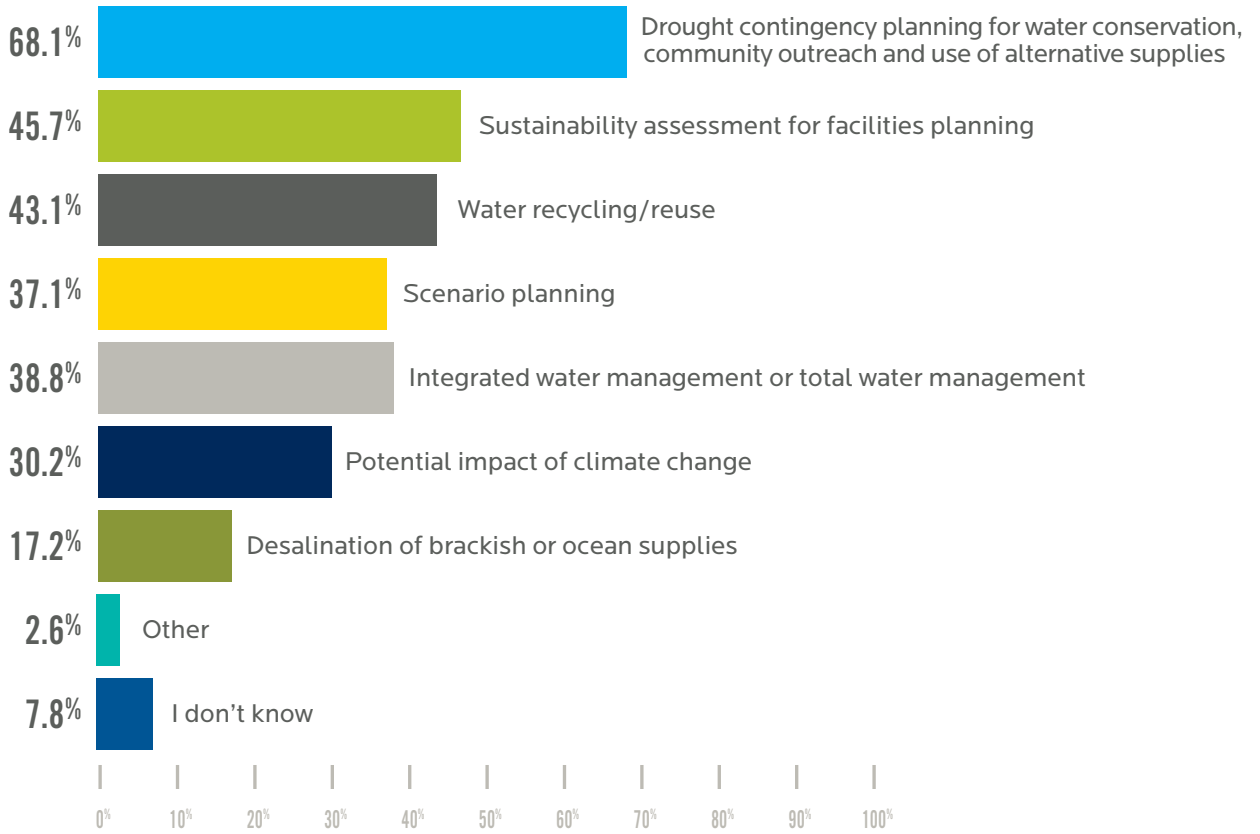 68.1%
Drought contingency planning for water conservation,
community outreach and use of alternative supplies
45.7%
Sustainability assessment for facilities planning
43.1%
Water recycling/reuse
37.1%
Scenario planning
38.8%
Integrated water management or total water management
30.2%
Potential impact of climate change
17.2%
Desalination of brackish or ocean supplies
2.6%
Other
7.8%
I don’t know
0% 10% 20% 30% 40% 50% 60% 70% 80% 90% 100%